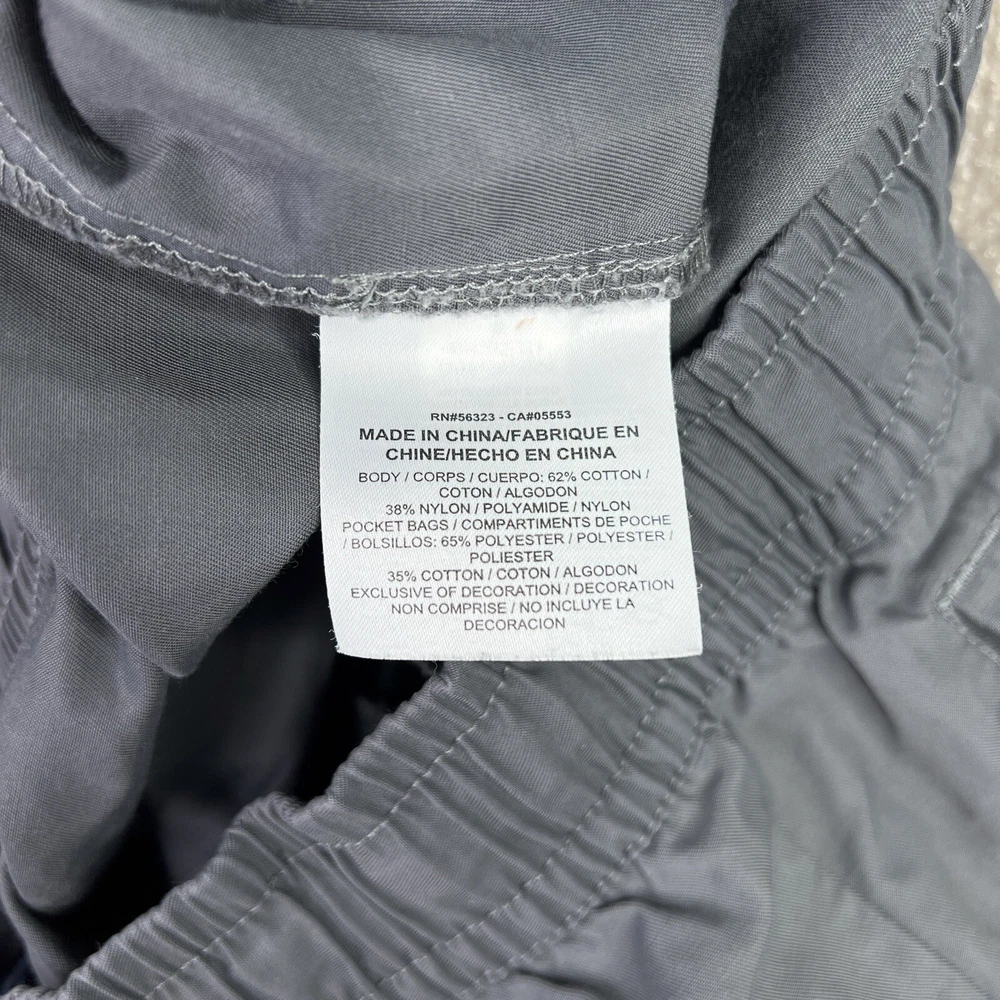 RN#56323 - CA#05553
MADE IN CHINA/FABRIQUE EN
CHINE/HECHO EN CHINA
BODY / CORPS / CUERPO: 62% COTTON /
COTON / ALGODON
38% NYLON / POLYAMIDE / NYLON
POCKET BAGS / COMPARTIMENTS DE POCHE
/ BOLSILLOS: 65% POLYESTER / POLYESTER /
POLIESTER
35% COTTON / COTON / ALGODON
EXCLUSIVE OF DECORATION / DECORATION
NON COMPRISE / NO INCLUYE LA
DECORACION